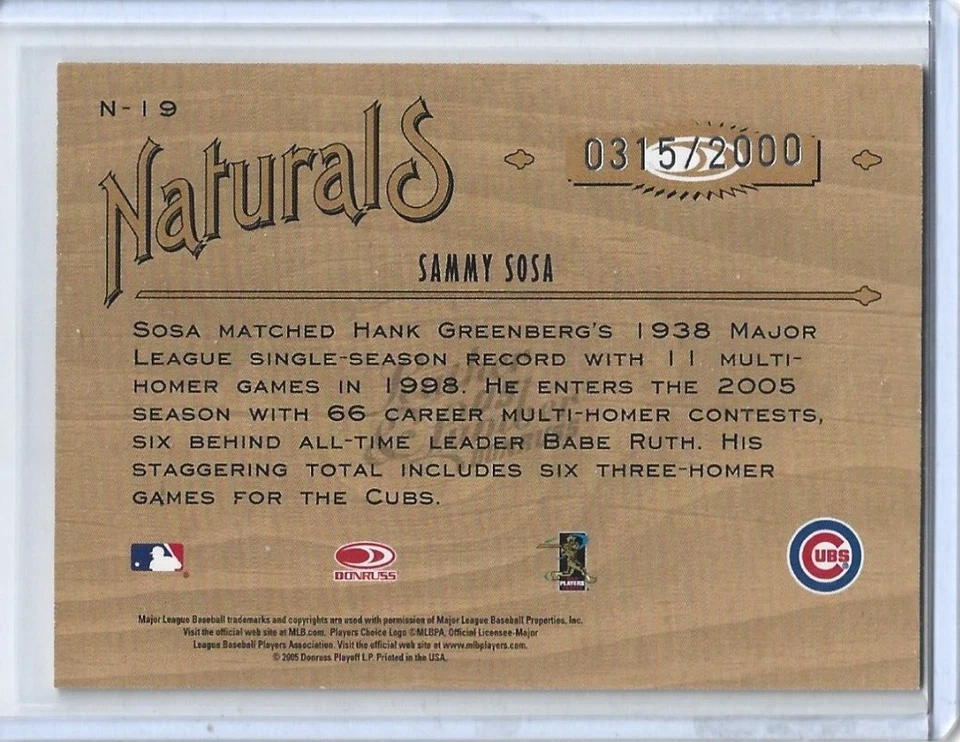 N-19
Naturals
0315/2000
SAMMY SOSA
SOSA MATCHED HANK GREENBERG'S 1938 MAJOR
LEAGUE SINGLE-SEASON RECORD WITH 11 MULTI-
HOMER GAMES IN 1998. HE ENTERS THE 2005
SEASON WITH 66 CAREER MULTI-HOMER CONTESTS,
SIX BEHIND ALL-TIME LEADER BABE RUTH. HIS
STAGGERING TOTAL INCLUDES SIX THREE-HOMER
GAMES FOR THE CUBS.
DONRUSS
PLAYERS
CUBS
Major League Baseball trademarks and copyrights are used with permission of Major League Baseball Properties, Inc.
Visit the official web site at MLB.com. Players Choice Logo ©MLBPA, Official Licensee-Major
League Baseball Players Association. Visit the official web site at www.mlbplayers.com.
© 2005 Donruss Playoff L.P. Printed in the USA.